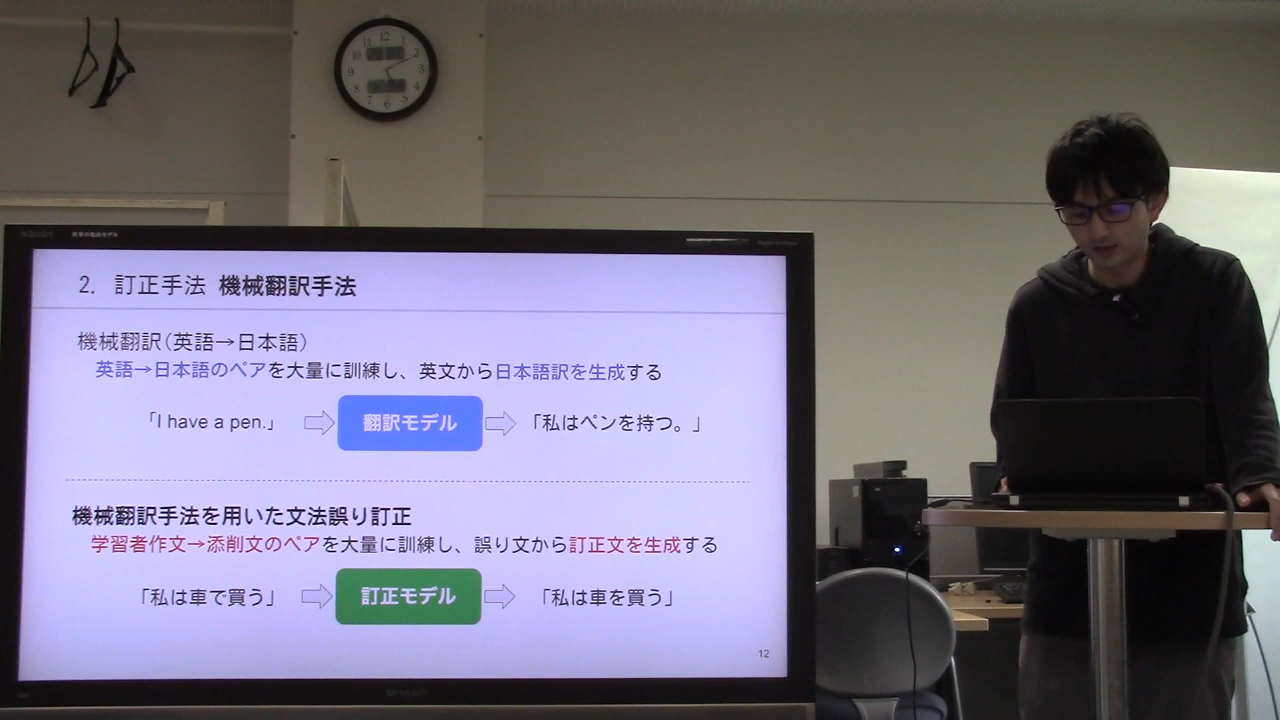 AQUOS
2. 訂正手法 機械翻訳手法
機械翻訳(英語→日本語)
英語→日本語のペアを大量に訓練し、英文から日本語訳を生成する
「I have a pen.」 翻訳モデル 「私はペンを持つ。」
機械翻訳手法を用いた文法誤り訂正
学習者作文→添削文のペアを大量に訓練し、誤り文から訂正文を生成する
「私は車で買う」 訂正モデル 「私は車を買う」
12